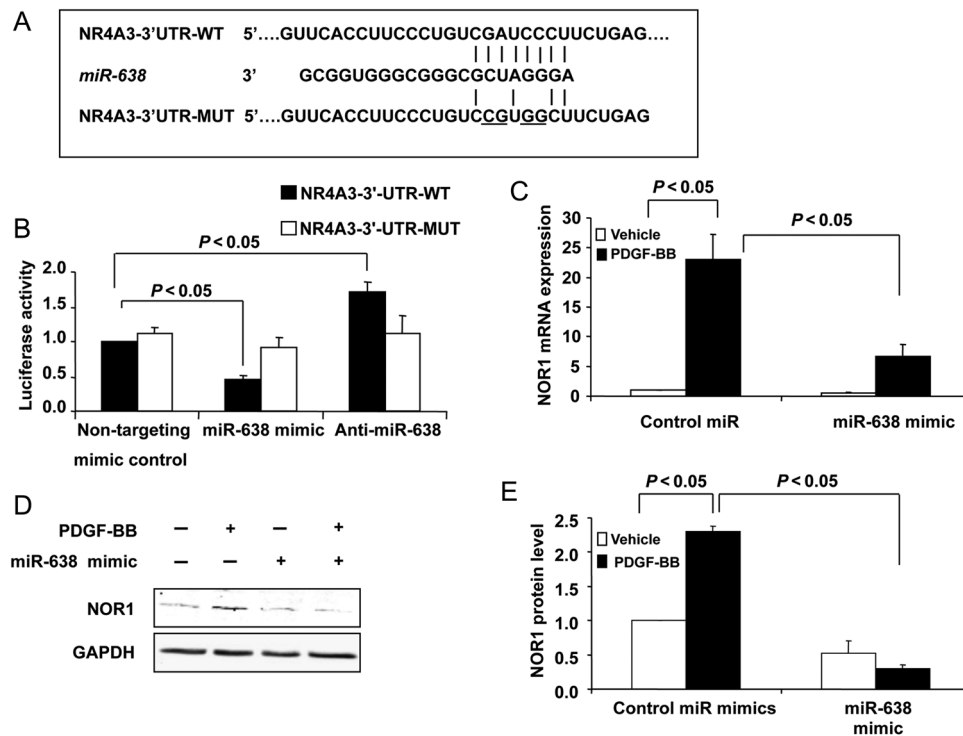 A
NR4A3-3'UTR-WT 5'....GUUCACCUUCCCUGUCGAUCCCUUCUGAG....
miR-638 3' GCGGUGGGCGGGCGCUAGGGA
NR4A3-3'UTR-MUT 5'....GUUCACCUUCCCUGUCCGUGGCUUCUGAG
B
NR4A3-3'-UTR-WT
NR4A3-3'-UTR-MUT
P < 0.05
P < 0.05
Luciferase activity
2.0
1.5
1.0
0.5
0.0
Non-targeting mimic control
miR-638 mimic
Anti-miR-638
C
P < 0.05
P < 0.05
Vehicle
PDGF-BB
NOR1 mRNA expression
30
25
20
15
10
5
0
Control miR
miR-638 mimic
D
PDGF-BB – + – +
miR-638 mimic – – + +
NOR1
GAPDH
E
P < 0.05
P < 0.05
Vehicle
PDGF-BB
NOR1 protein level
2.5
2.0
1.5
1.0
0.5
0.0
Control miR mimics
miR-638
mimic